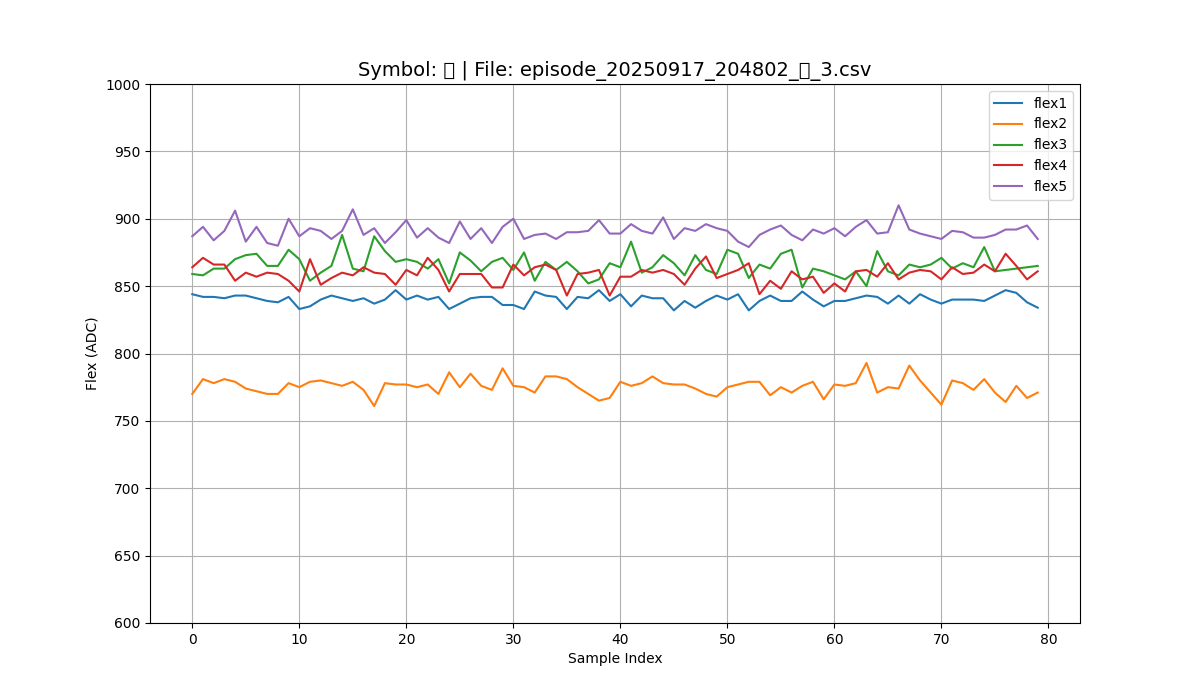 Symbol: ▯ | File: episode_20250917_204802_▯_3.csv
1000
950
900
850
800
750
700
650
600
Flex (ADC)
0 10 20 30 40 50 60 70 80
Sample Index
flex1
flex2
flex3
flex4
flex5